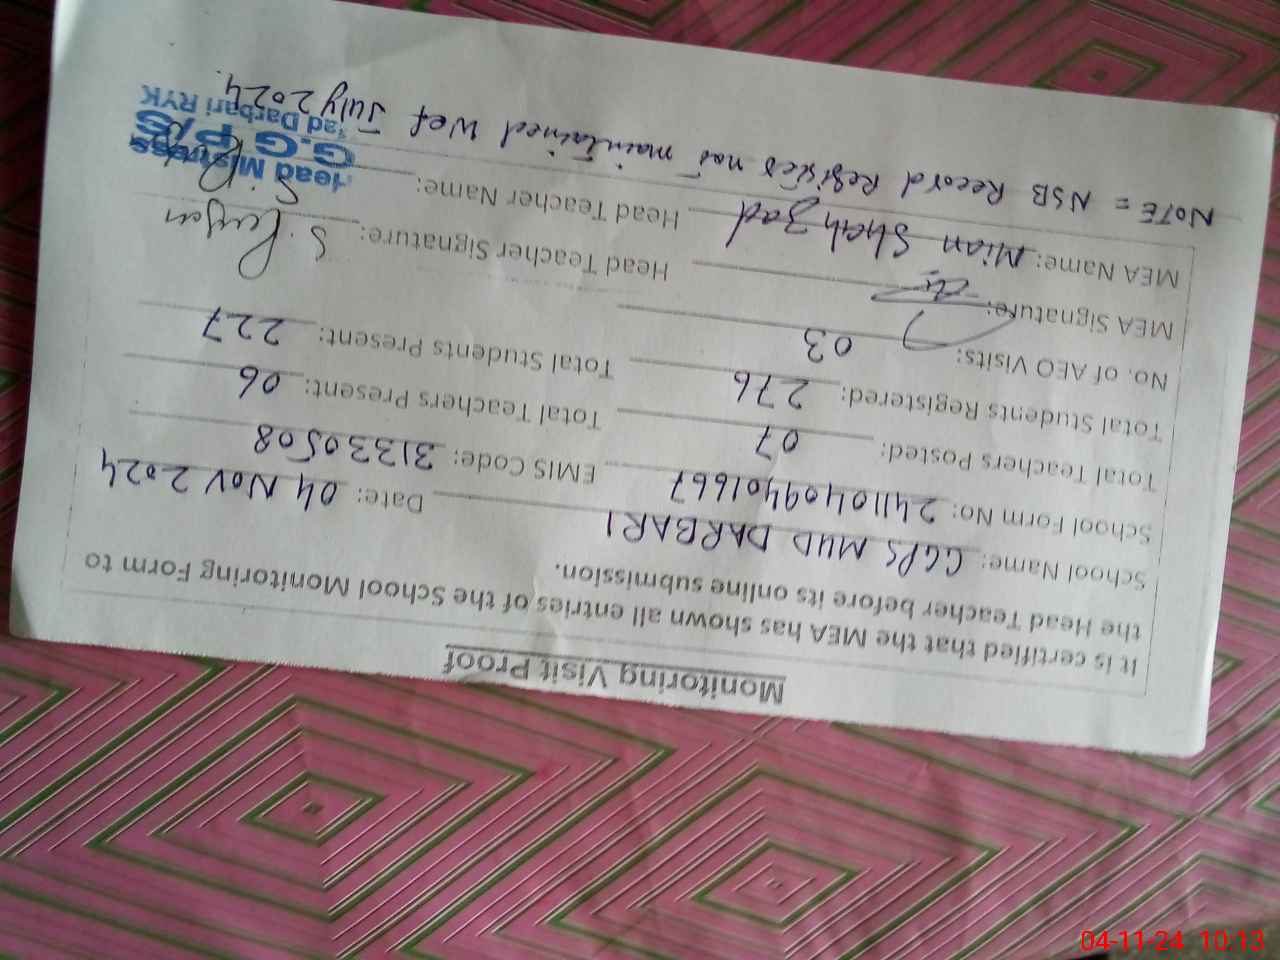 Monitoring Visit Proof
It is certified that the MEA has shown all entries of the School Monitoring Form to
the Head Teacher before its online submission.
School Name: GGPS MUD DARBARI Date: 04 NOV 2024
School Form No: 2411040940 1667 EMIS Code: 31330508
Total Teachers Posted: 07 Total Teachers Present: 06
Total Students Registered: 276 Total Students Present: 227
No. of AEO Visits: 03
MEA Signature: Head Teacher Signature: S.
MEA Name: Mian Shahzad Head Teacher Name: S.
Head Mistress
G.G P/S
Darbari RYK
NOTE = NSB Record Register not maintained wef July 2024.
04-11-24 10:13